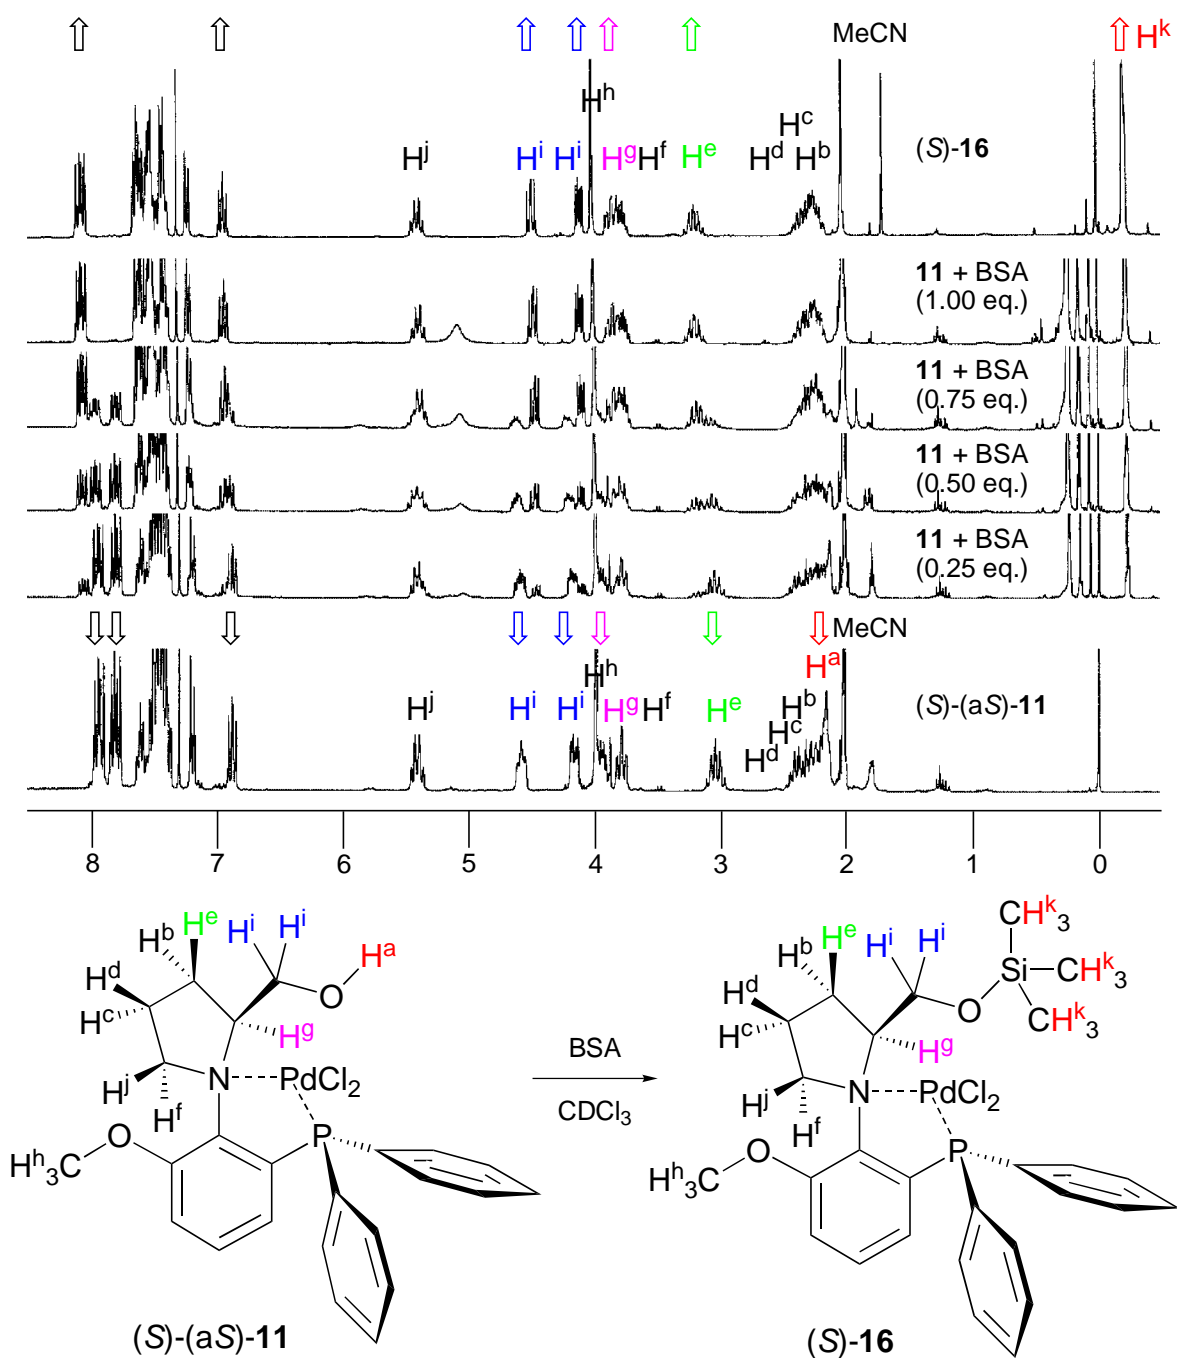 MeCN
H^k
H^h
H^c
H^j H^i H^i H^g H^f H^e H^d H^b (S)-16
11 + BSA
(1.00 eq.)
11 + BSA
(0.75 eq.)
11 + BSA
(0.50 eq.)
11 + BSA
(0.25 eq.)
MeCN
H^h H^a
H^j H^i H^i H^g H^f H^e H^b (S)-(aS)-11
H^c
H^d
8 7 6 5 4 3 2 1 0
H^e H^i H^i
H^b H^a
H^d O
H^c H^g
N PdCl2
H^j
H^f
O P
H^h3C
(S)-(aS)-11
BSA
CDCl3
CH^k3
H^b H^e H^i H^i
Si CH^k3
H^d O
CH^k3
H^c H^g
N PdCl2
H^j
H^f
O P
H^h3C
(S)-16